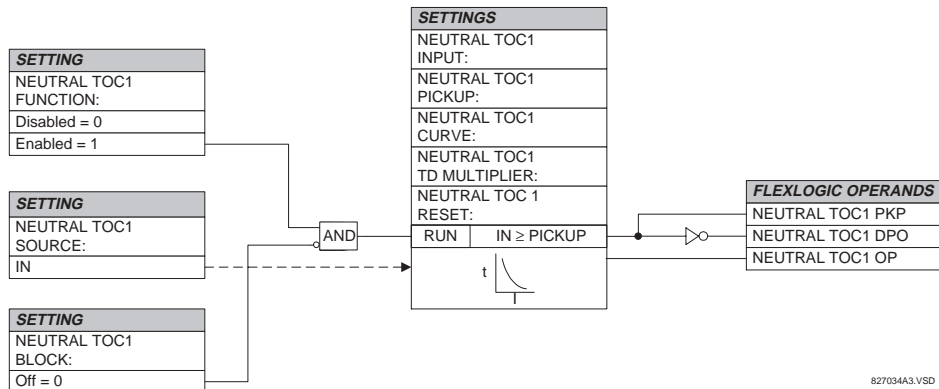 SETTING
NEUTRAL TOC1
FUNCTION:
Disabled = 0
Enabled = 1
SETTING
NEUTRAL TOC1
SOURCE:
IN
SETTING
NEUTRAL TOC1
BLOCK:
Off = 0
AND
SETTINGS
NEUTRAL TOC1
INPUT:
NEUTRAL TOC1
PICKUP:
NEUTRAL TOC1
CURVE:
NEUTRAL TOC1
TD MULTIPLIER:
NEUTRAL TOC 1
RESET:
RUN IN ≥ PICKUP
t
I
FLEXLOGIC OPERANDS
NEUTRAL TOC1 PKP
NEUTRAL TOC1 DPO
NEUTRAL TOC1 OP
827034A3.VSD